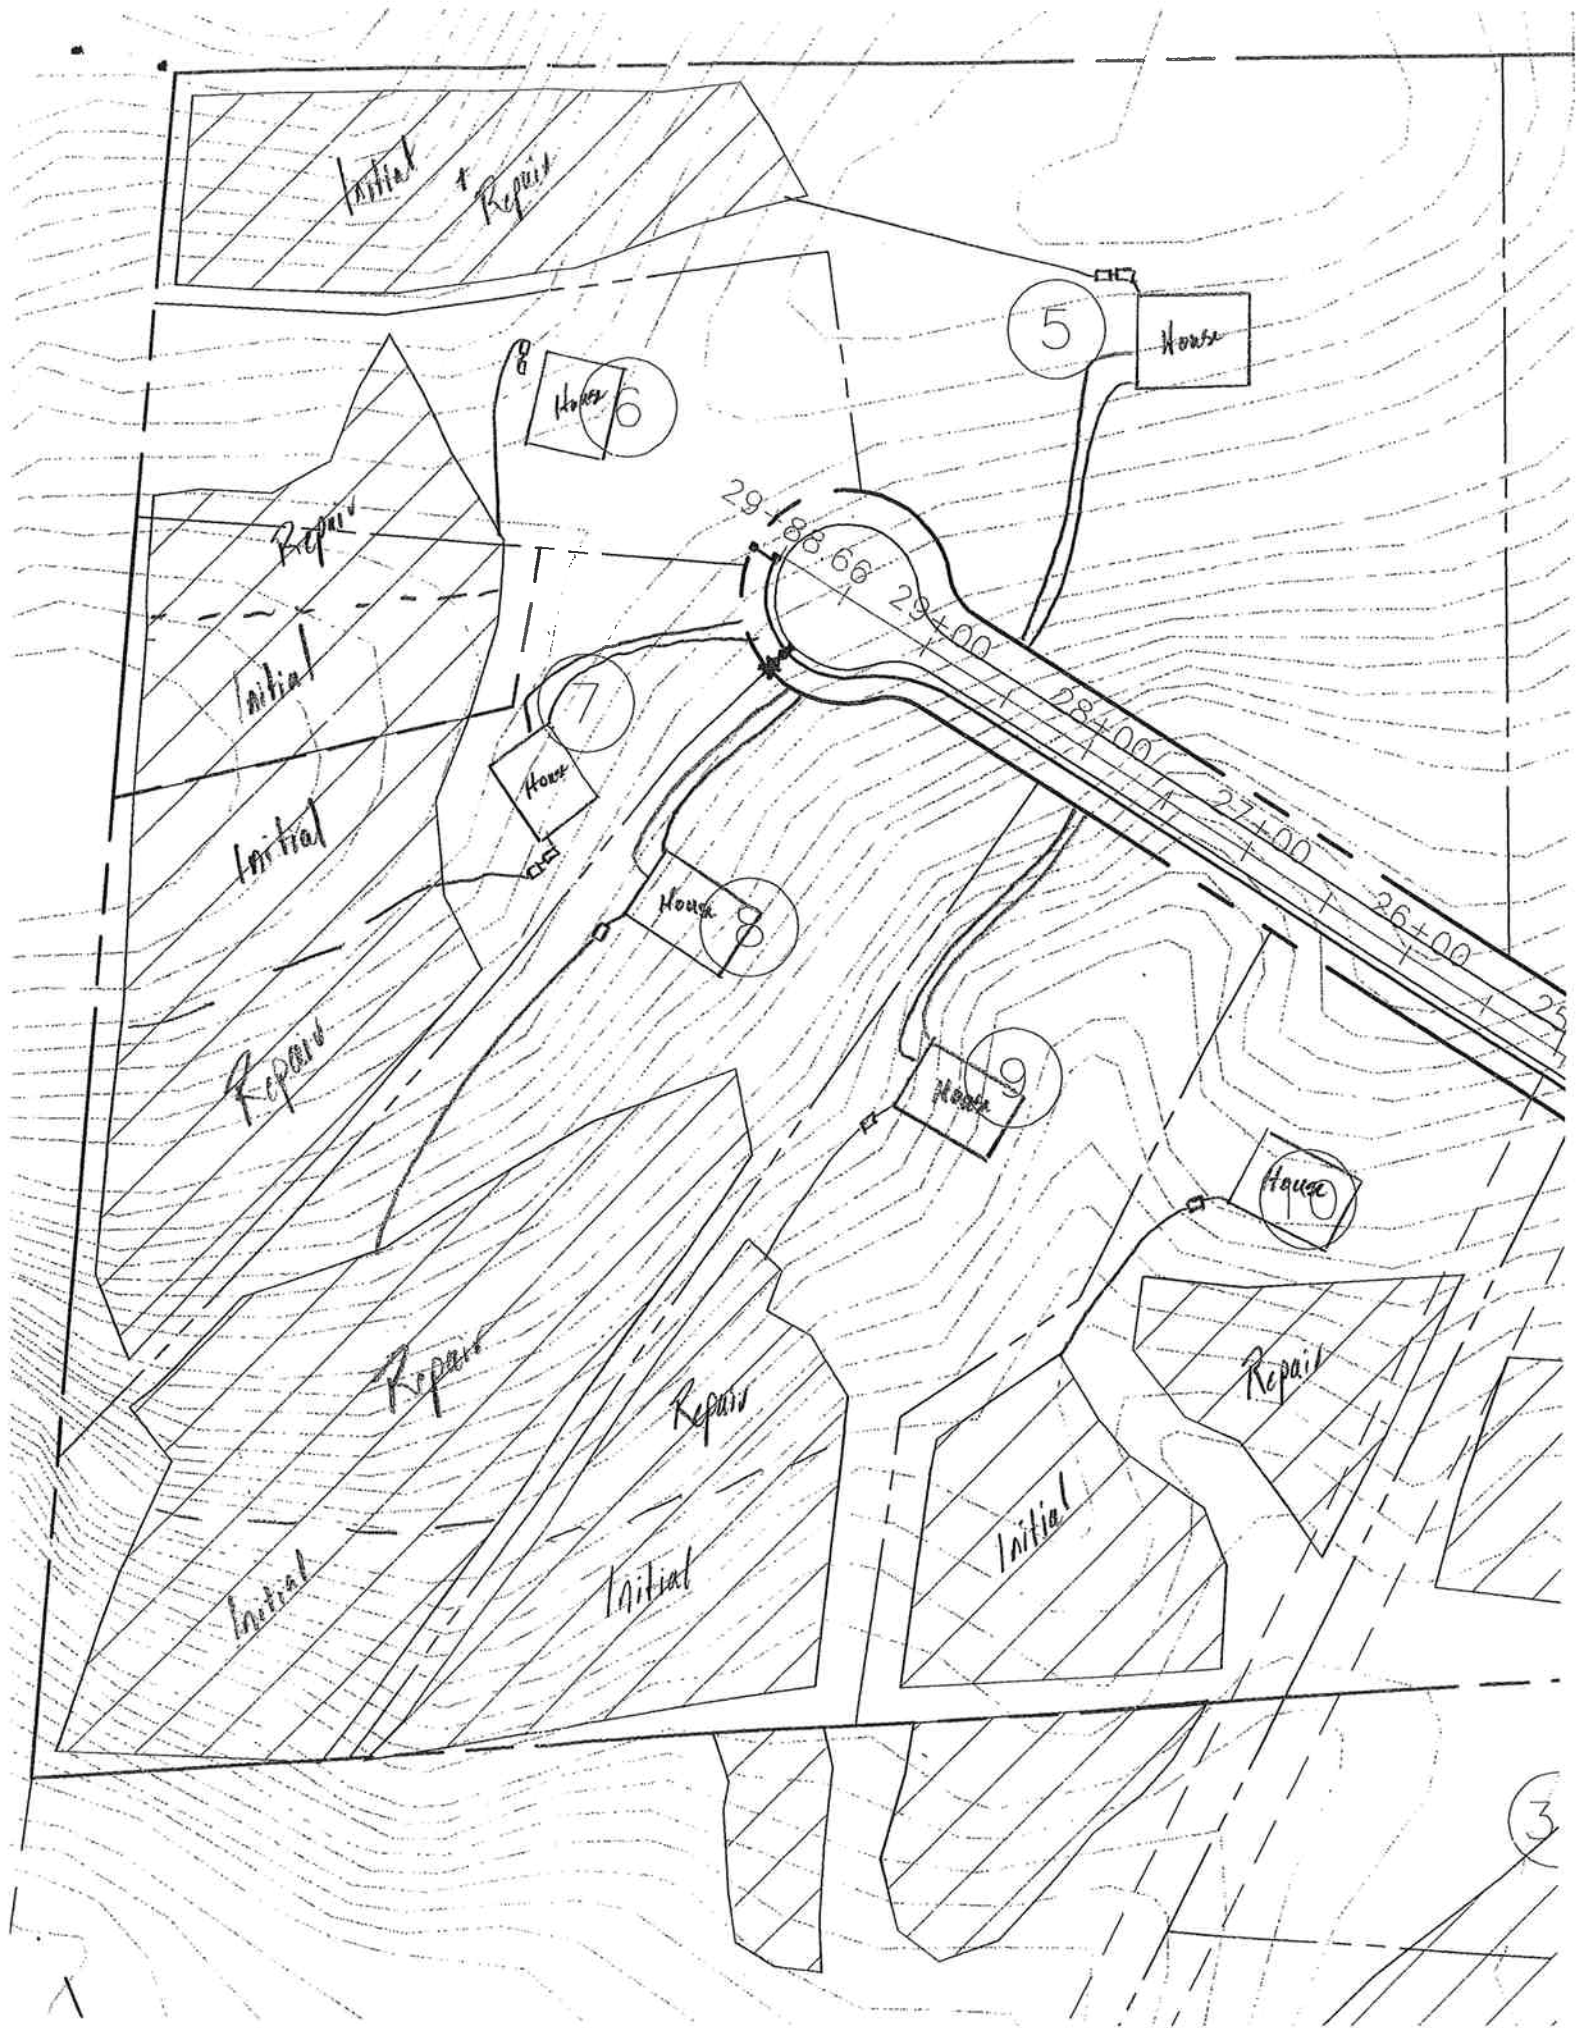 Initial + Repair
5
House
House
6
29+88.66
Repair
29+00
Initial
7
28+00
House
27+00
Initial
House
8
26+00
25
Repair
House
9
House
10
Repair
Repair
Repair
Initial
Initial
Initial
3